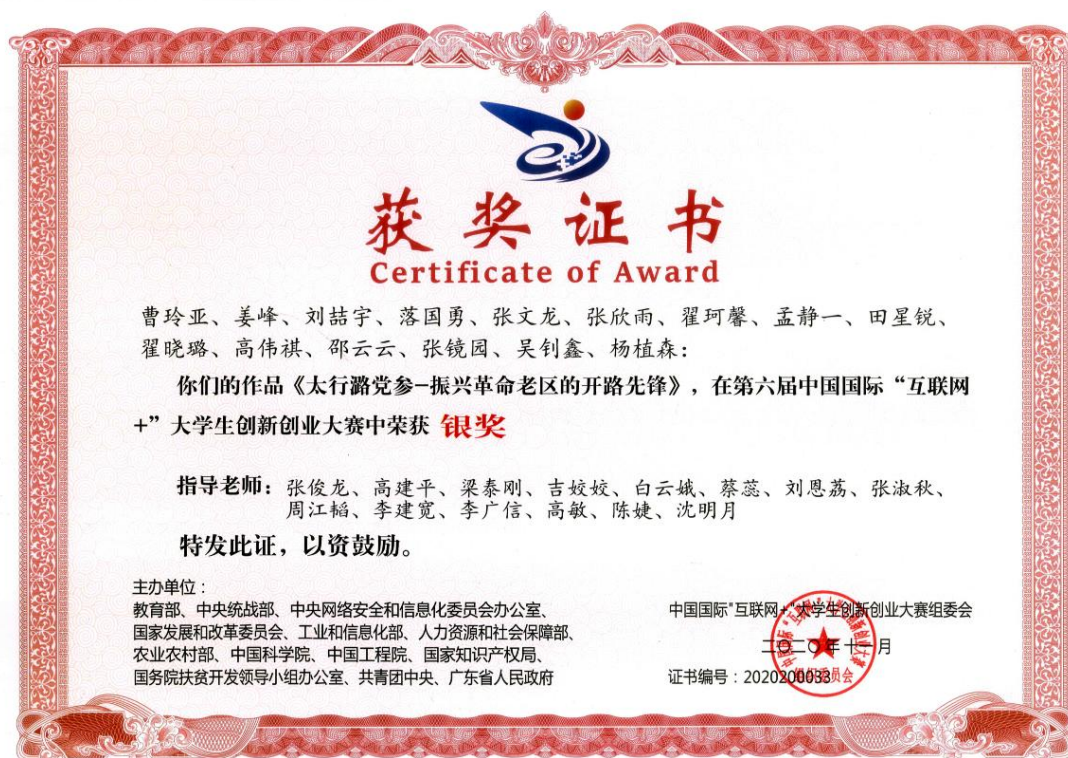 获奖证书
Certificate of Award
曹玲亚、姜峰、刘喆宇、落国勇、张文龙、张欣雨、翟珂馨、孟静一、田星锐、
翟晓璐、高伟祺、邵云云、张镜园、吴钊鑫、杨植森：
你们的作品《太行潞党参-振兴革命老区的开路先锋》，在第六届中国国际“互联网
+”大学生创新创业大赛中荣获 银奖
指导老师：张俊龙、高建平、梁泰刚、吉姣姣、白云娥、蔡蕊、刘恩荔、张淑秋、
周江韬、李建宽、李广信、高敏、陈婕、沈明月
特发此证，以资鼓励。
主办单位：
教育部、中央统战部、中央网络安全和信息化委员会办公室、
国家发展和改革委员会、工业和信息化部、人力资源和社会保障部、
农业农村部、中国科学院、中国工程院、国家知识产权局、
国务院扶贫开发领导小组办公室、共青团中央、广东省人民政府
中国国际"互联网+"大学生创新创业大赛组委会
二〇二〇年十一月
证书编号：2020200033